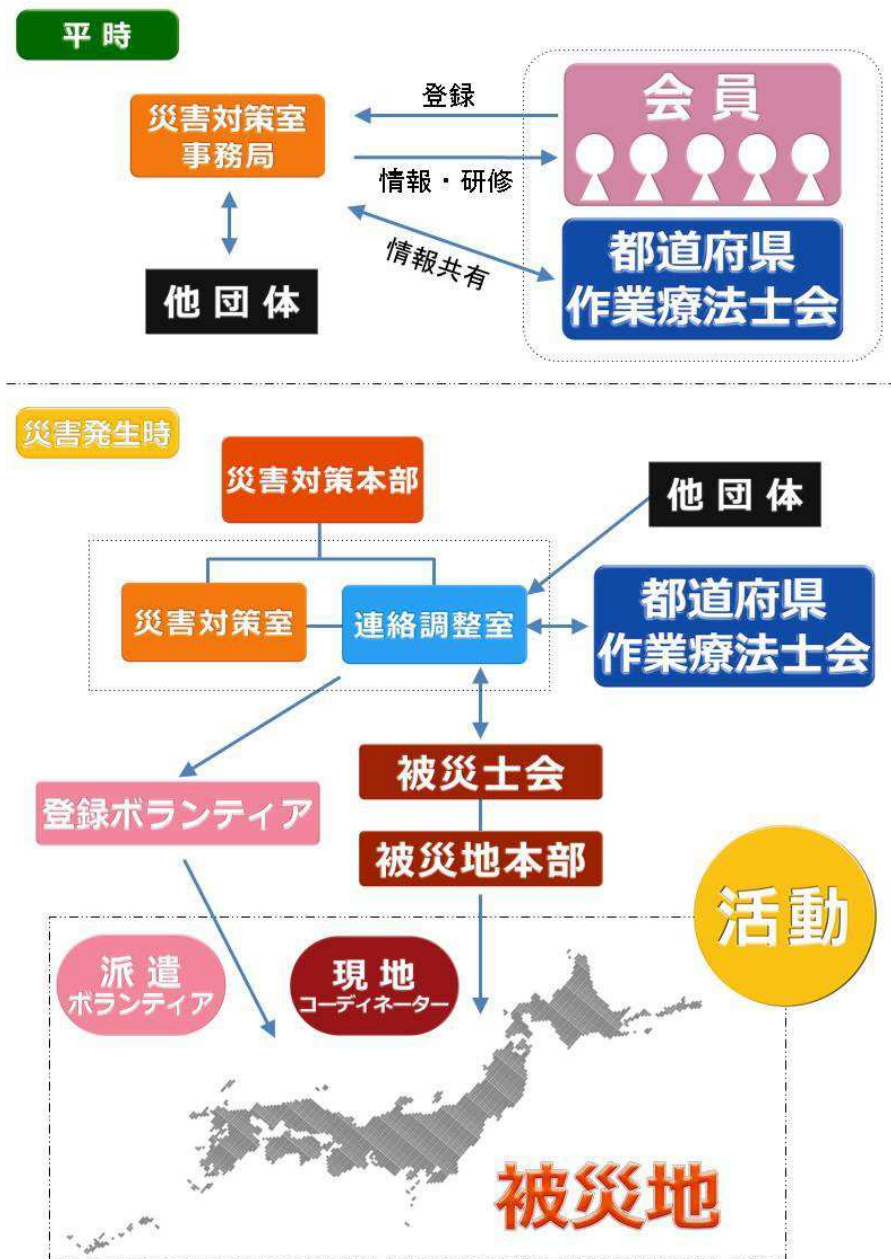 平時
災害対策室
事務局
登録
情報・研修
情報共有
会員
都道府県
作業療法士会
他団体
災害発生時
災害対策本部
他団体
災害対策室
連絡調整室
都道府県
作業療法士会
被災士会
登録ボランティア
被災地本部
活動
派遣
ボランティア
現地
コーディネーター
被災地